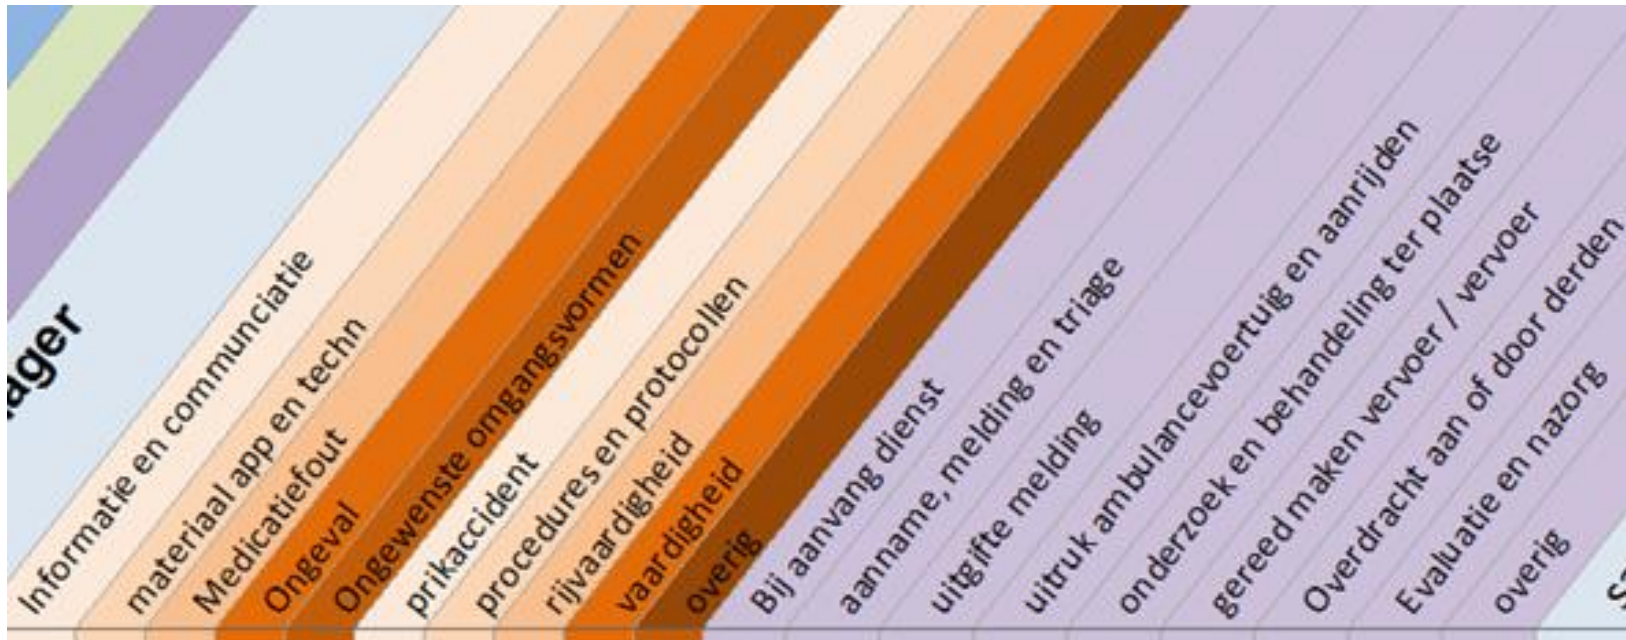 Informatie en communciatie
materiaal app en techn
Medicatiefout
Ongeval
Ongewenste omgangsvormen
prikaccident
procedures en protocollen
rijvaardigheid
vaardigheid
overig
Bij aanvang dienst
aanname, melding en triage
uitgifte melding
uitruk ambulancevoertuig en aanrijden
onderzoek en behandeling ter plaatse
gereed maken vervoer / vervoer
Overdracht aan of door derden
Evaluatie en nazorg
overig